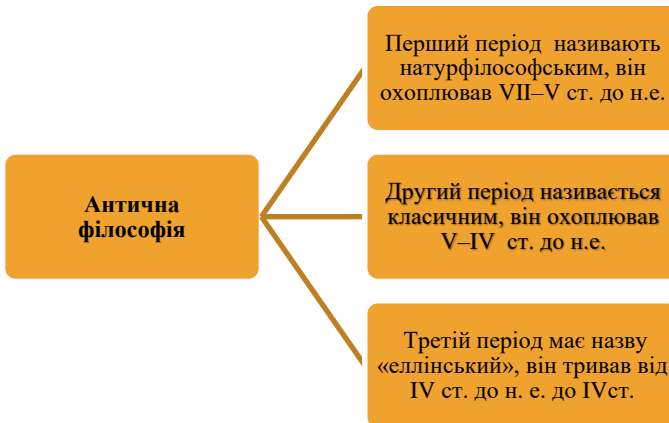 Перший період називають
натурфілософським, він
охоплював VII–V ст. до н.е.
Антична
філософія
Другий період називається
класичним, він охоплював
V–IV ст. до н.е.
Третій період має назву
«еллінський», він тривав від
IV ст. до н. е. до IVст.